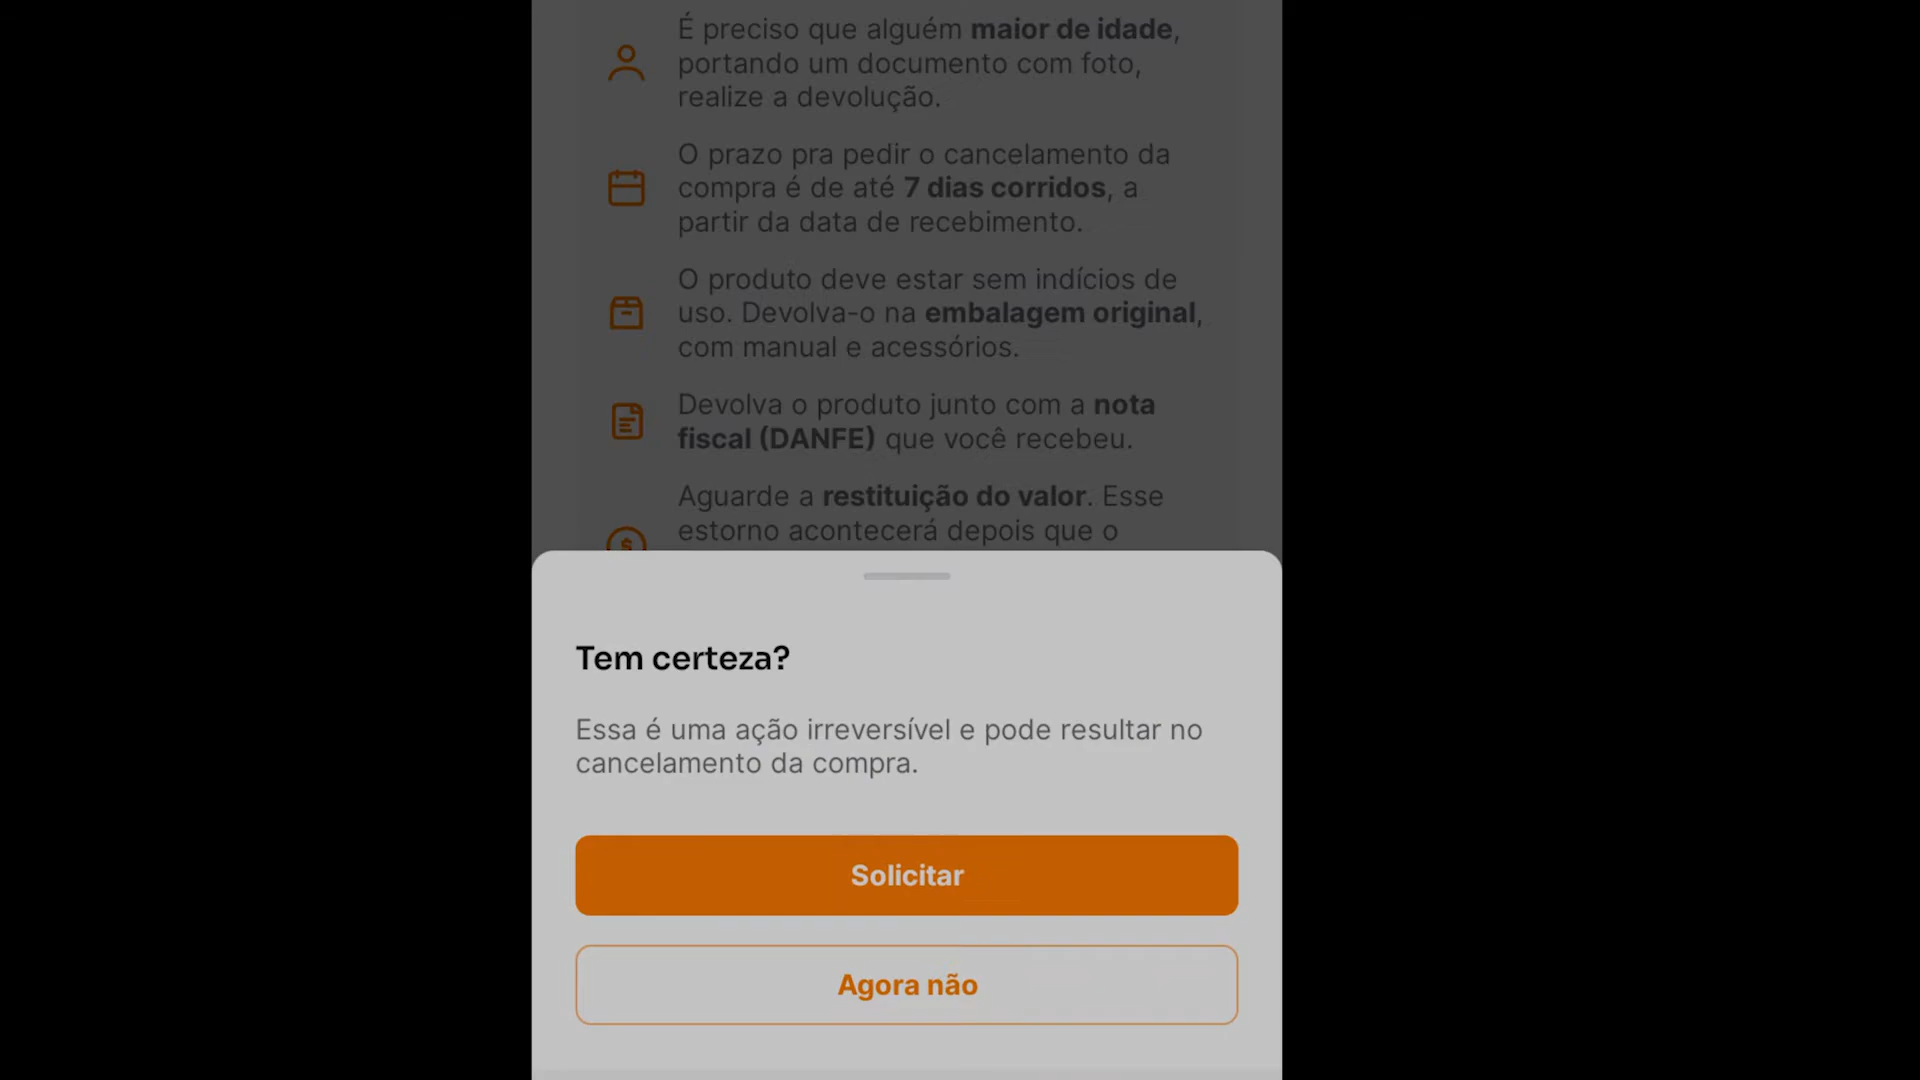 É preciso que alguém maior de idade,
portando um documento com foto,
realize a devolução.
O prazo pra pedir o cancelamento da
compra é de até 7 dias corridos, a
partir da data de recebimento.
O produto deve estar sem indícios de
uso. Devolva-o na embalagem original,
com manual e acessórios.
Devolva o produto junto com a nota
fiscal (DANFE) que você recebeu.
Aguarde a restituição do valor. Esse
estorno acontecerá depois que o
Tem certeza?
Essa é uma ação irreversível e pode resultar no
cancelamento da compra.
Solicitar
Agora não